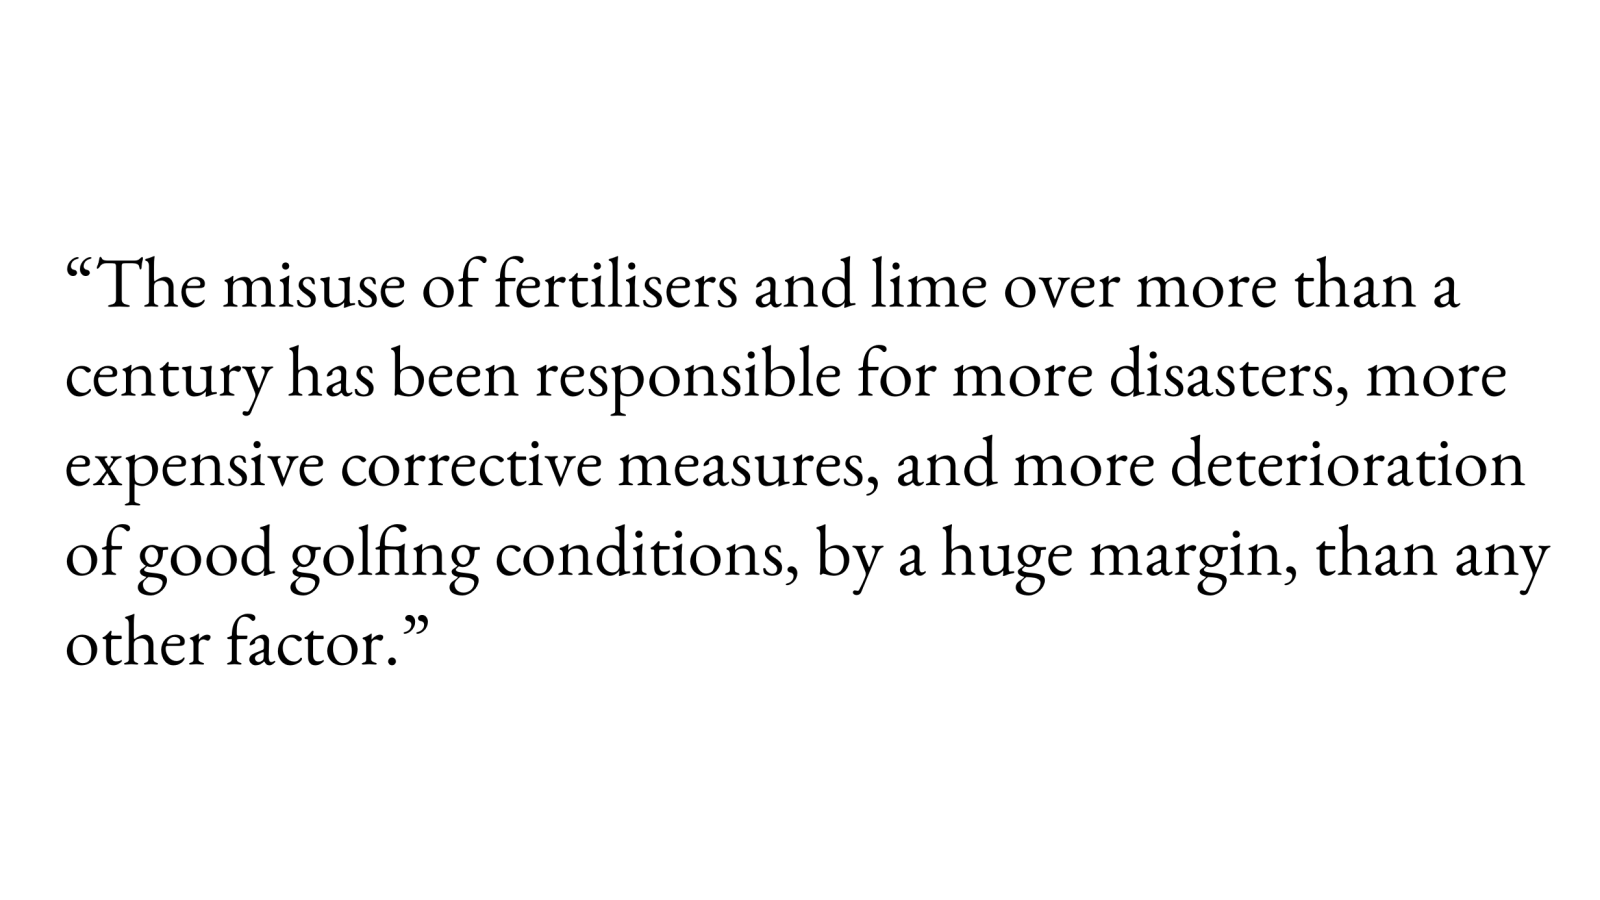 “The misuse of fertilisers and lime over more than a
century has been responsible for more disasters, more
expensive corrective measures, and more deterioration
of good golfing conditions, by a huge margin, than any
other factor.”